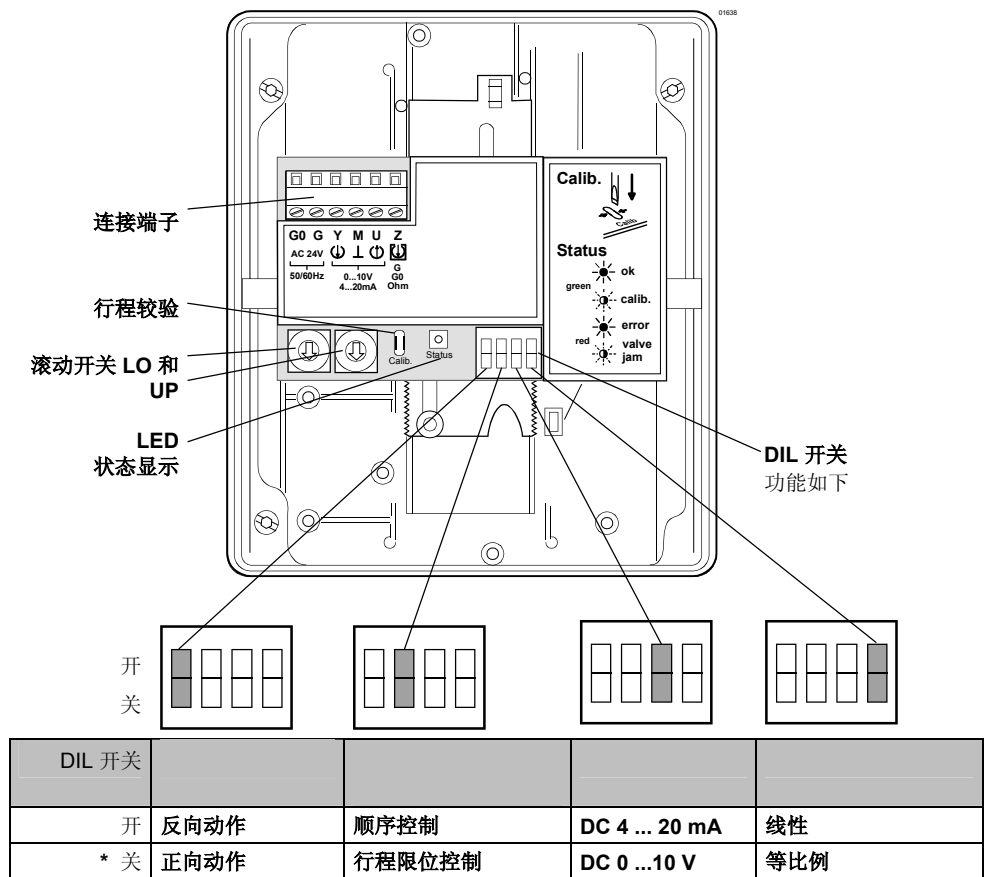 01638
连接端子
G0 G Y M U Z
AC 24V
50/60Hz
0...10V
4...20mA
G
G0
Ohm
Calib.
Calib
Status
ok
green
calib.
error
red
valve
jam
行程较验
滚动开关 LO 和
UP
Calib.
Status
LED
状态显示
DIL 开关
功能如下
开
关
DIL 开关
开 反向动作 顺序控制 DC 4 ... 20 mA 线性
* 关 正向动作 行程限位控制 DC 0 ...10 V 等比例